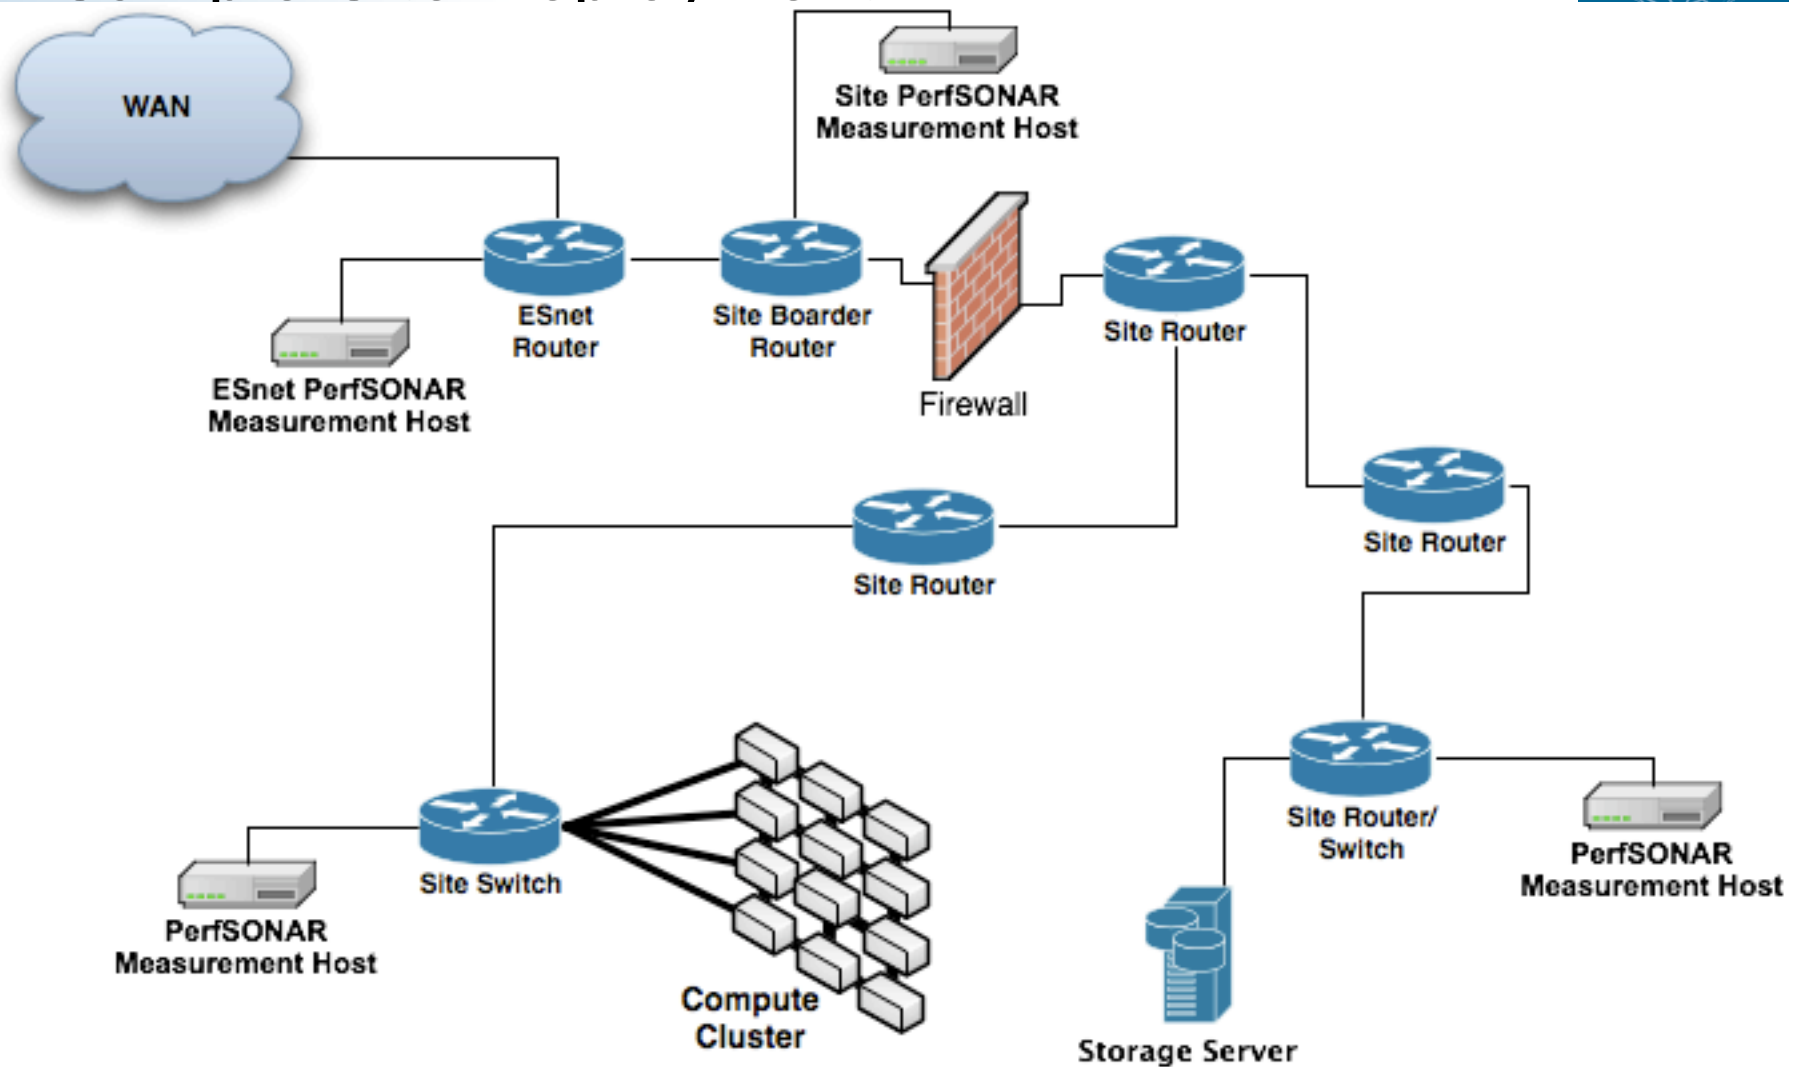 WAN
Site PerfSONAR
Measurement Host
ESnet
Router
Site Boarder
Router
Site Router
ESnet PerfSONAR
Measurement Host
Firewall
Site Router
Site Router
Site Router/
Switch
PerfSONAR
Measurement Host
Site Switch
PerfSONAR
Measurement Host
Compute
Cluster
Storage Server